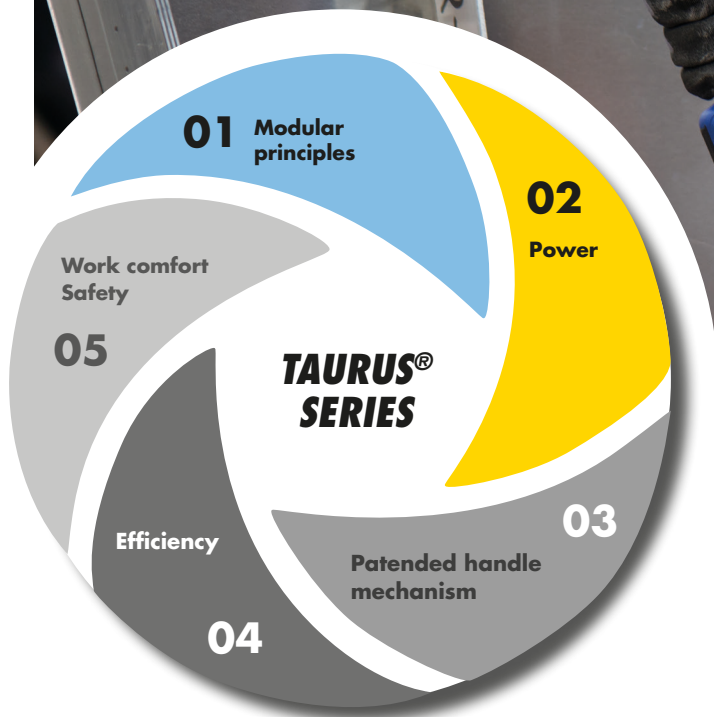 01 Modular
principles
02
Power
03
Patended handle
mechanism
Efficiency
04
Work comfort
Safety
05
TAURUS®
SERIES